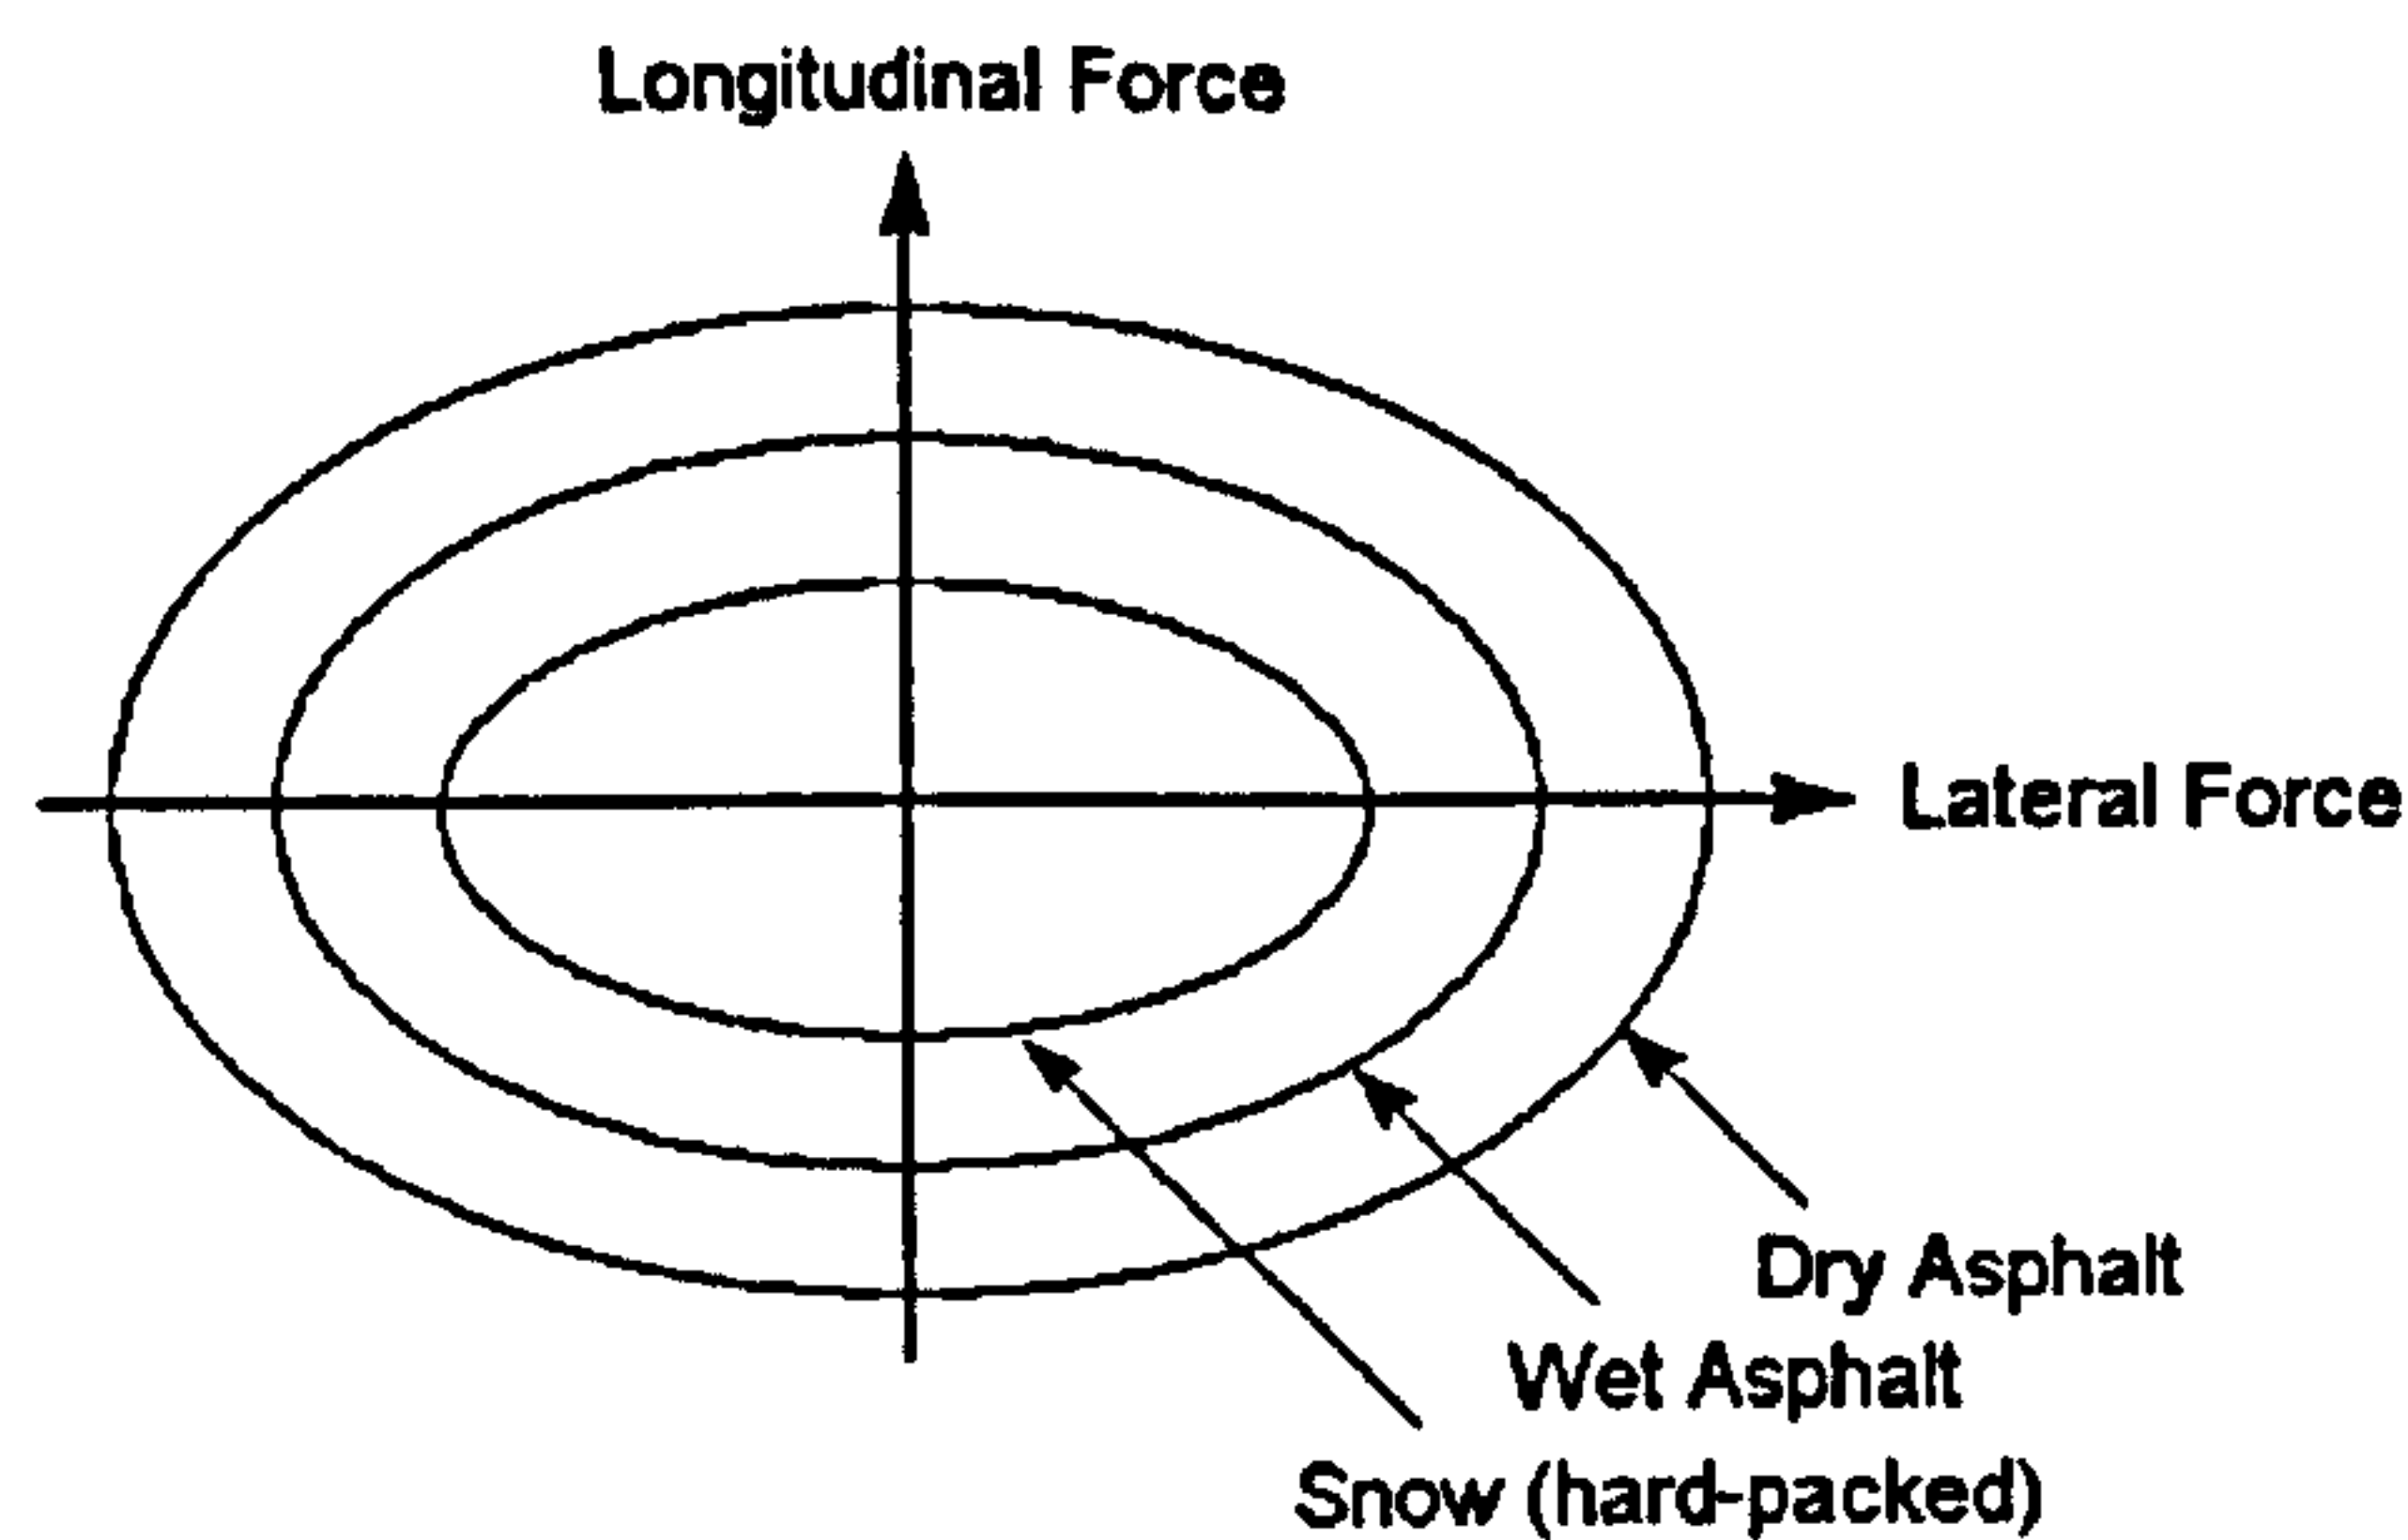 Longitudinal Force
Lateral Force
Dry Asphalt
Wet Asphalt
Snow (hard-packed)